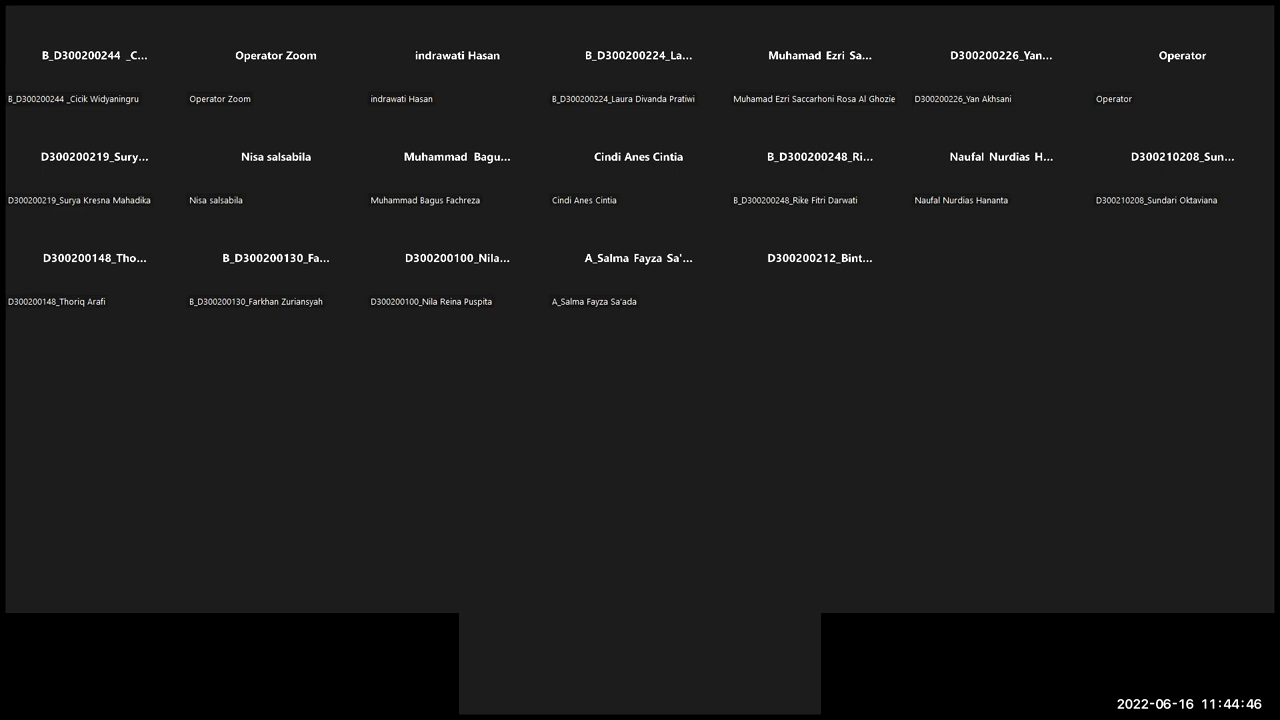 B_D300200244 _C... Operator Zoom indrawati Hasan B_D300200224_La... Muhamad Ezri Sa... D300200226_Yan... Operator
B_D300200244 _Cicik Widyaningru Operator Zoom indrawati Hasan B_D300200224_Laura Divanda Pratiwi Muhamad Ezri Saccarhoni Rosa Al Ghozie D300200226_Yan Akhsani Operator
D300200219_Sury... Nisa salsabila Muhammad Bagu... Cindi Anes Cintia B_D300200248_Ri... Naufal Nurdias H... D300210208_Sun...
D300200219_Surya Kresna Mahadika Nisa salsabila Muhammad Bagus Fachreza Cindi Anes Cintia B_D300200248_Rike Fitri Darwati Naufal Nurdias Hananta D300210208_Sundari Oktaviana
D300200148_Tho... B_D300200130_Fa... D300200100_Nila... A_Salma Fayza Sa'... D300200212_Bint...
D300200148_Thoriq Arafi B_D300200130_Farkhan Zuriansyah D300200100_Nila Reina Puspita A_Salma Fayza Sa'ada
2022-06-16 11:44:46